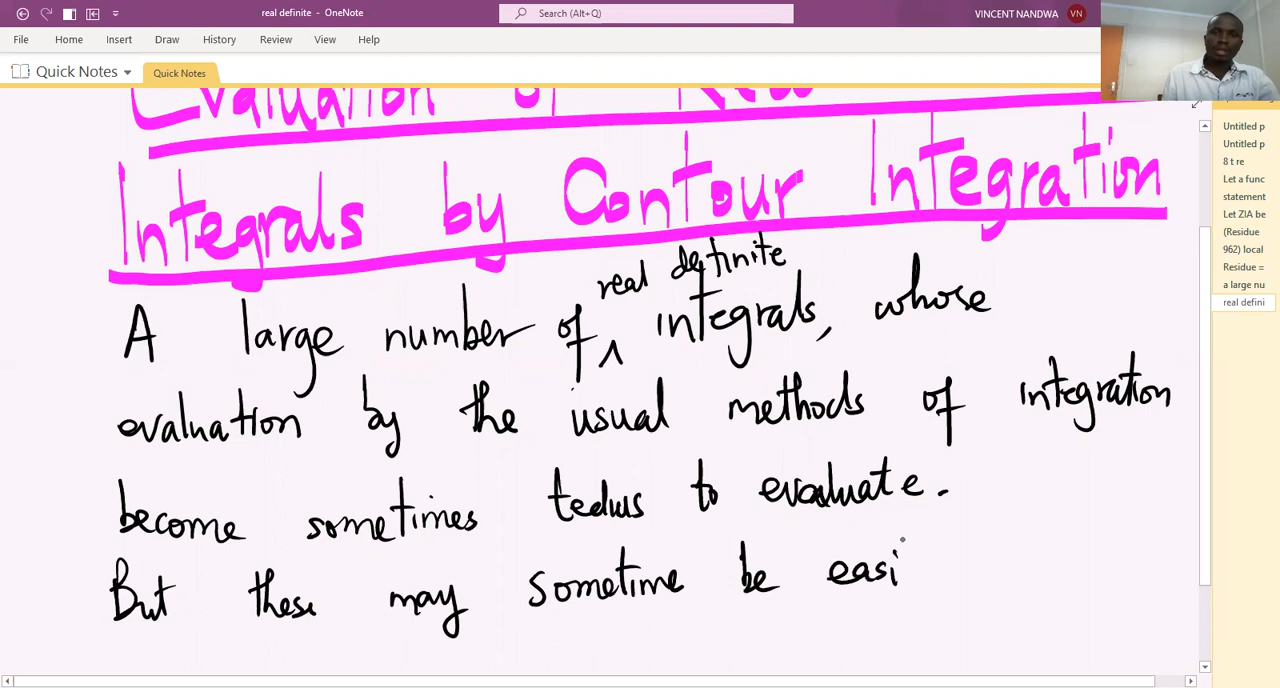 real definite - OneNote
Search (Alt+Q)
VINCENT NANDWA
VN
File Home Insert Draw History Review View Help
Quick Notes
Quick Notes
Evaluation of Real
Integrals by Contour Integration
real definite
A large number of ∧ integrals, whose
evaluation by the usual methods of integration
become sometimes tedius to evaluate.
But these may sometime be easi
Untitled p
Untitled p
8 t re
Let a func
statement
Let ZIA be
(Residue
962) local
Residue =
a large nu
real defini